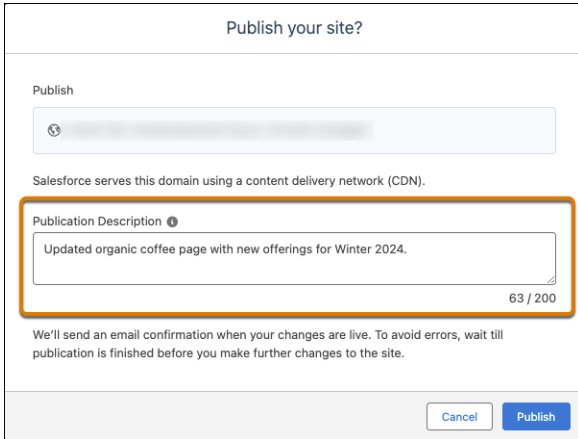 Publish your site?
Publish
Salesforce serves this domain using a content delivery network (CDN).
Publication Description
Updated organic coffee page with new offerings for Winter 2024.
63 / 200
We'll send an email confirmation when your changes are live. To avoid errors, wait till
publication is finished before you make further changes to the site.
Cancel
Publish